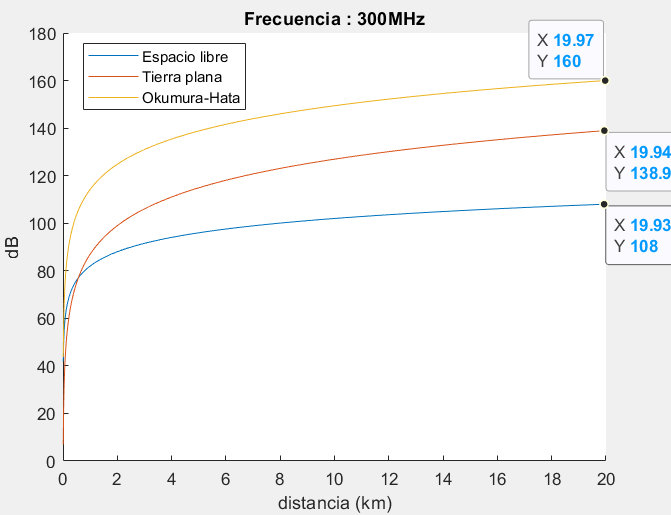 Frecuencia : 300MHz
180
160
140
120
100
80
60
40
20
0
dB
Espacio libre
Tierra plana
Okumura-Hata
X 19.97
Y 160
X 19.94
Y 138.9
X 19.93
Y 108
0 2 4 6 8 10 12 14 16 18 20
distancia (km)